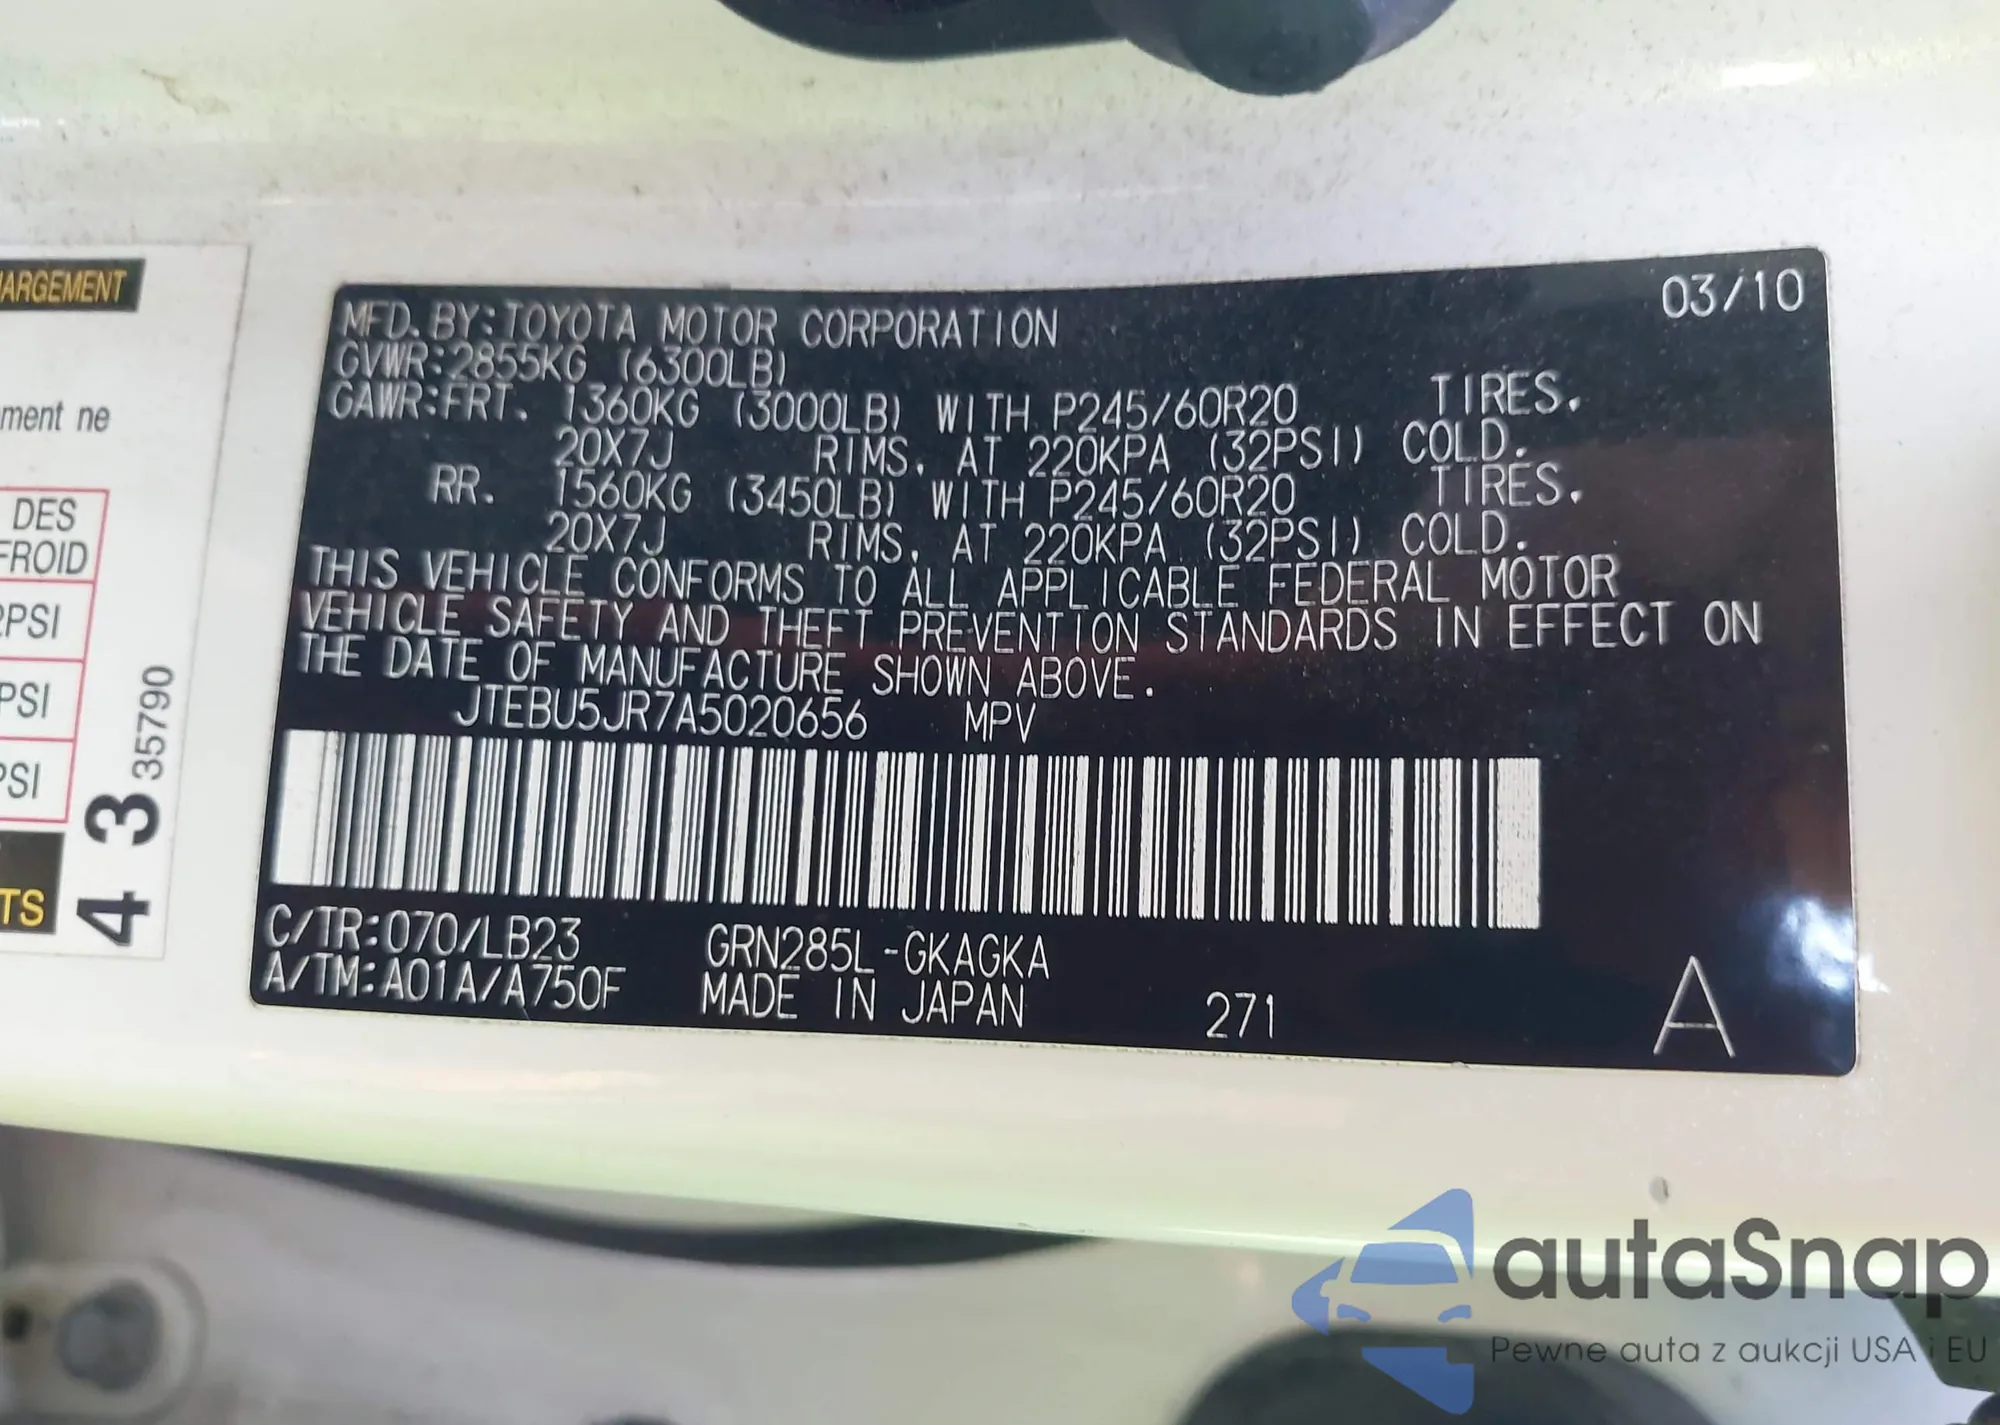 ARGEMENT
ement ne
DES
FROID
2PSI
PSI
PSI
TS
4 3 35790
03/10
MFD. BY: TOYOTA MOTOR CORPORATION
GVWR: 2855KG (6300LB)
GAWR: FRT. 1360KG (3000LB) WITH P245/60R20 TIRES.
20X7J RIMS. AT 220KPA (32PSI) COLD.
RR. 1560KG (3450LB) WITH P245/60R20 TIRES.
20X7J RIMS. AT 220KPA (32PSI) COLD.
THIS VEHICLE CONFORMS TO ALL APPLICABLE FEDERAL MOTOR
VEHICLE SAFETY AND THEFT PREVENTION STANDARDS IN EFFECT ON
THE DATE OF MANUFACTURE SHOWN ABOVE.
JTEBU5JR7A5020656 MPV
C/TR: 070/LB23 GRN285L-GKAGKA
A/TM: A01A/A750F MADE IN JAPAN 271 A
autaSnap
Pewne auta z aukcji USA i EU